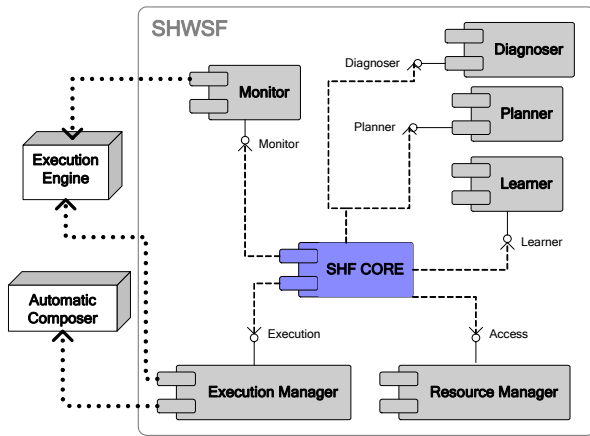 SHWSF
Diagnoser
Diagnoser
Monitor
Planner
Planner
Monitor
Execution
Engine
Learner
Learner
SHF CORE
Automatic
Composer
Execution
Access
Execution Manager
Resource Manager